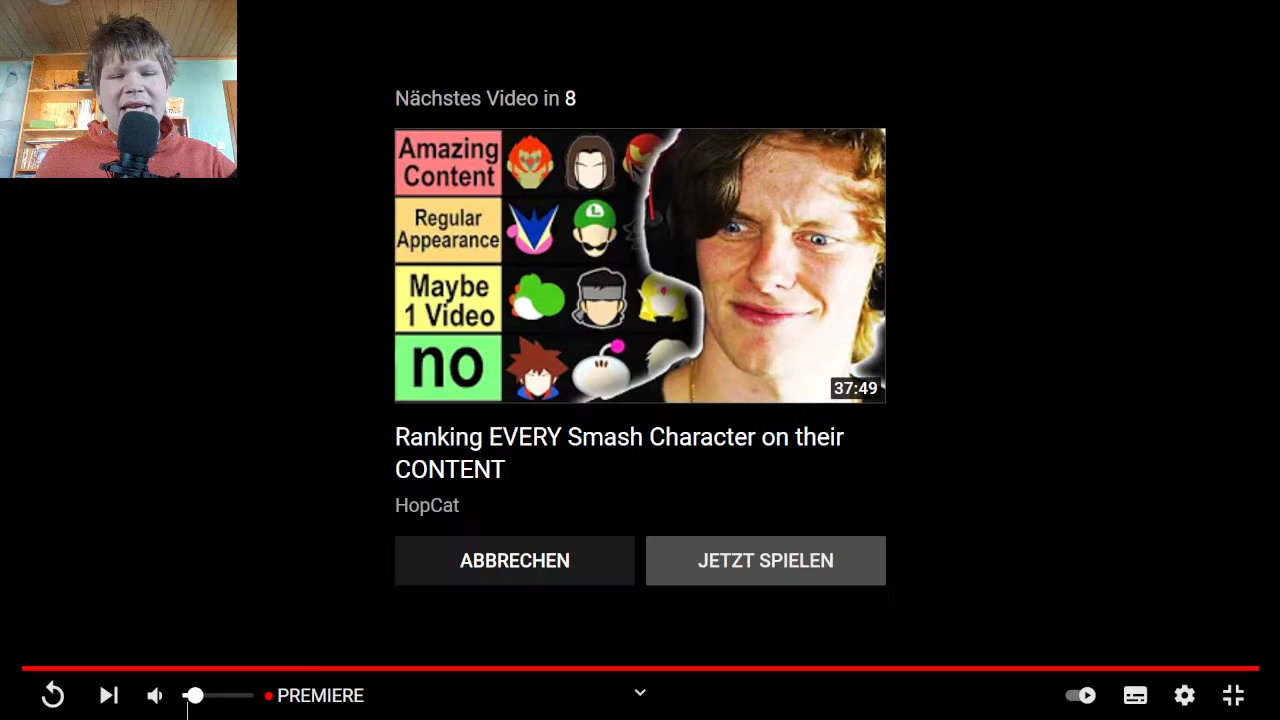 Nächstes Video in 8
Amazing
Content
Regular
Appearance
Maybe
1 Video
no
L
37:49
Ranking EVERY Smash Character on their
CONTENT
HopCat
ABBRECHEN
JETZT SPIELEN
PREMIERE